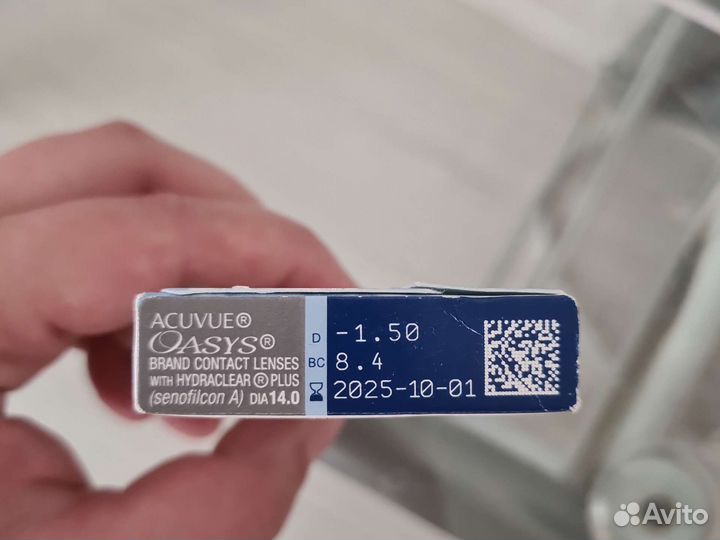 ACUVUE®
OASYS®
BRAND CONTACT LENSES
WITH HYDRACLEAR ® PLUS
(senofilcon A) DIA14.0
D -1.50
BC 8.4
2025-10-01
Avito